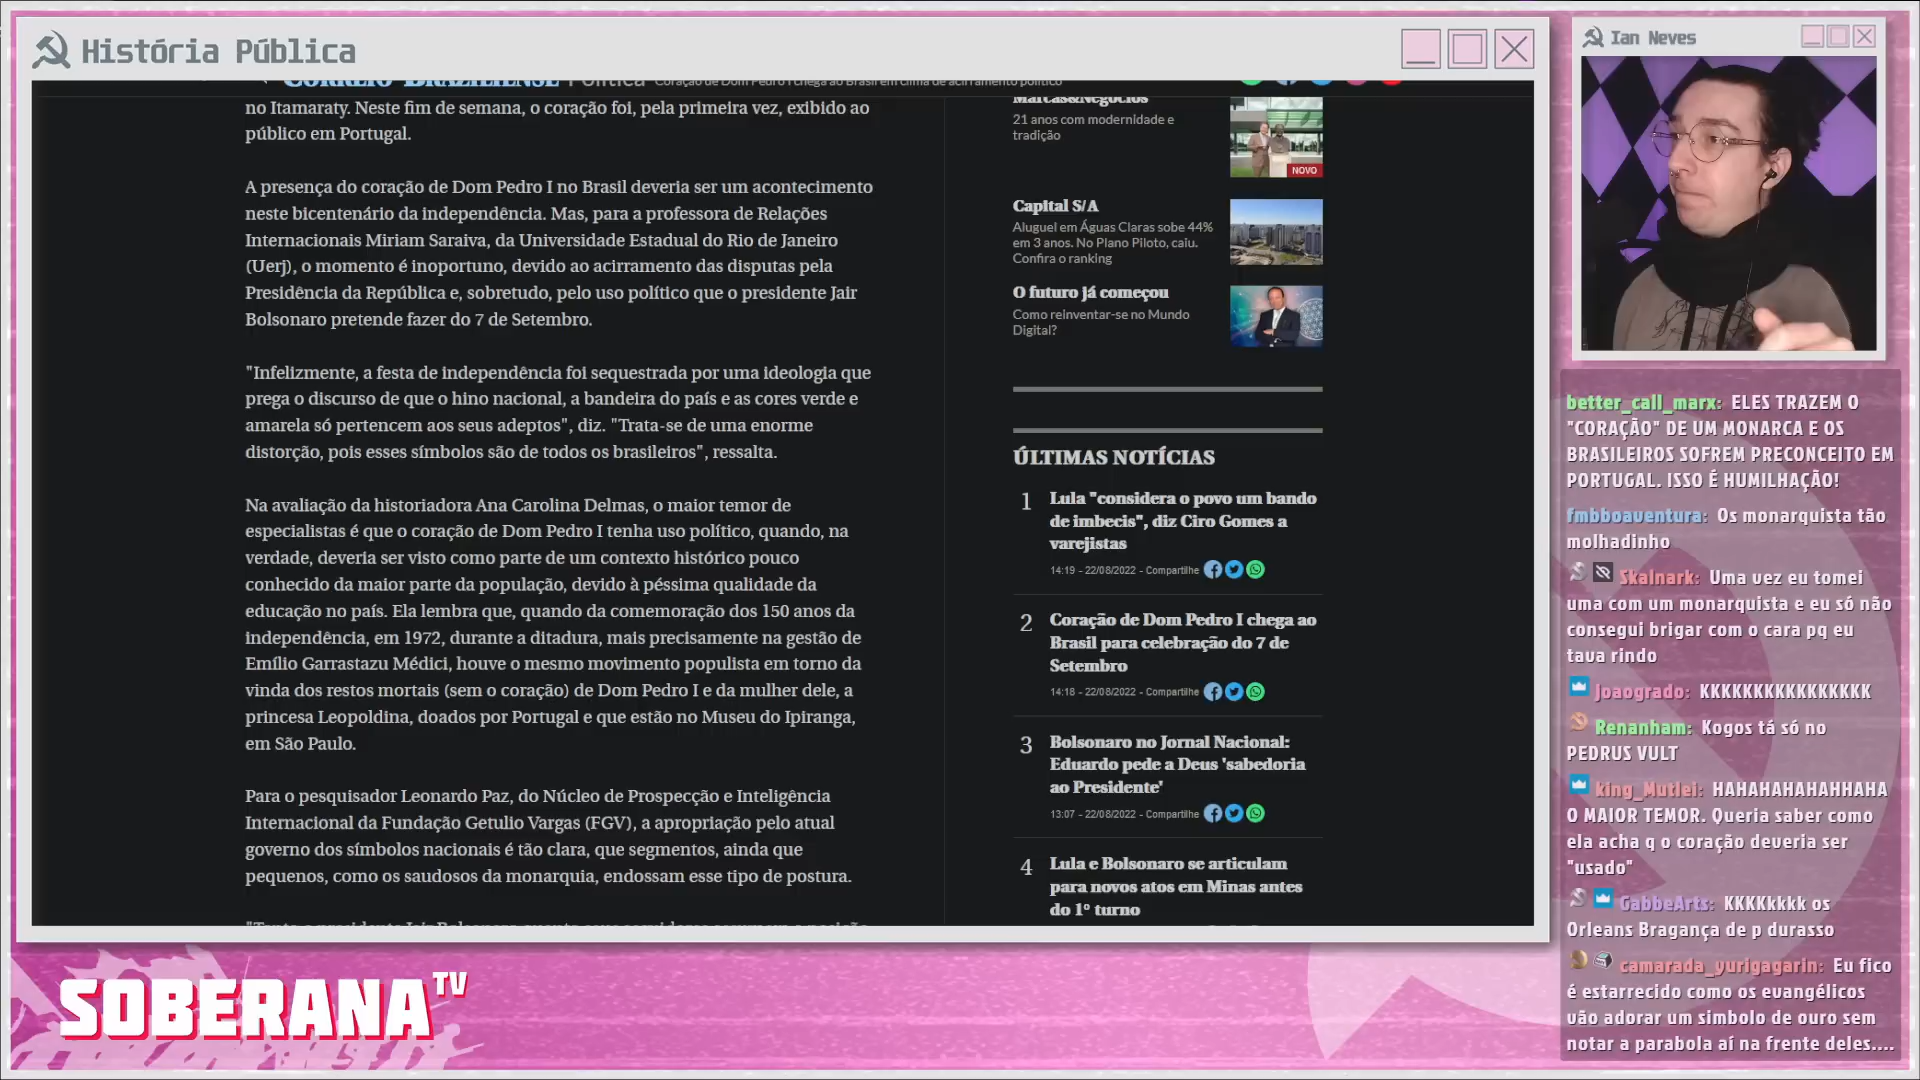 História Pública
CORREIO BRAZILIENSE | Política Coração de Dom Pedro I chega ao Brasil em clima de acirramento político
no Itamaraty. Neste fim de semana, o coração foi, pela primeira vez, exibido ao
público em Portugal.
A presença do coração de Dom Pedro I no Brasil deveria ser um acontecimento
neste bicentenário da independência. Mas, para a professora de Relações
Internacionais Miriam Saraiva, da Universidade Estadual do Rio de Janeiro
(Uerj), o momento é inoportuno, devido ao acirramento das disputas pela
Presidência da República e, sobretudo, pelo uso político que o presidente Jair
Bolsonaro pretende fazer do 7 de Setembro.
"Infelizmente, a festa de independência foi sequestrada por uma ideologia que
prega o discurso de que o hino nacional, a bandeira do país e as cores verde e
amarela só pertencem aos seus adeptos", diz. "Trata-se de uma enorme
distorção, pois esses símbolos são de todos os brasileiros", ressalta.
Na avaliação da historiadora Ana Carolina Delmas, o maior temor de
especialistas é que o coração de Dom Pedro I tenha uso político, quando, na
verdade, deveria ser visto como parte de um contexto histórico pouco
conhecido da maior parte da população, devido à péssima qualidade da
educação no país. Ela lembra que, quando da comemoração dos 150 anos da
independência, em 1972, durante a ditadura, mais precisamente na gestão de
Emílio Garrastazu Médici, houve o mesmo movimento populista em torno da
vinda dos restos mortais (sem o coração) de Dom Pedro I e da mulher dele, a
princesa Leopoldina, doados por Portugal e que estão no Museu do Ipiranga,
em São Paulo.
Para o pesquisador Leonardo Paz, do Núcleo de Prospecção e Inteligência
Internacional da Fundação Getulio Vargas (FGV), a apropriação pelo atual
governo dos símbolos nacionais é tão clara, que segmentos, ainda que
pequenos, como os saudosos da monarquia, endossam esse tipo de postura.
Marcas&Negócios
21 anos com modernidade e
tradição
NOVO
Capital S/A
Aluguel em Águas Claras sobe 44%
em 3 anos. No Plano Piloto, caiu.
Confira o ranking
O futuro já começou
Como reinventar-se no Mundo
Digital?
ÚLTIMAS NOTÍCIAS
1 Lula "considera o povo um bando
de imbecis", diz Ciro Gomes a
varejistas
14:19 - 22/08/2022 - Compartilhe
2 Coração de Dom Pedro I chega ao
Brasil para celebração do 7 de
Setembro
14:18 - 22/08/2022 - Compartilhe
3 Bolsonaro no Jornal Nacional:
Eduardo pede a Deus 'sabedoria
ao Presidente'
13:07 - 22/08/2022 - Compartilhe
4 Lula e Bolsonaro se articulam
para novos atos em Minas antes
do 1º turno
Ian Neves
better_call_marx: ELES TRAZEM O
"CORAÇÃO" DE UM MONARCA E OS
BRASILEIROS SOFREM PRECONCEITO EM
PORTUGAL. ISSO É HUMILHAÇÃO!
fmbboaventura: Os monarquista tão
molhadinho
Skalnark: Uma vez eu tomei
uma com um monarquista e eu só não
consegui brigar com o cara pq eu
tava rindo
joaogrado: KKKKKKKKKKKKKKKK
Renanham: Kogos tá só no
PEDRUS VULT
king_Mutlei: HAHAHAHAHAHHAHA
O MAIOR TEMOR. Queria saber como
ela acha q o coração deveria ser
"usado"
GabbeArts: KKKKkkkk os
Orleans Bragança de p durasso
camarada_yurigagarin: Eu fico
é estarrecido como os evangélicos
vão adorar um simbolo de ouro sem
notar a parabola aí na frente deles....
SOBERANA TV